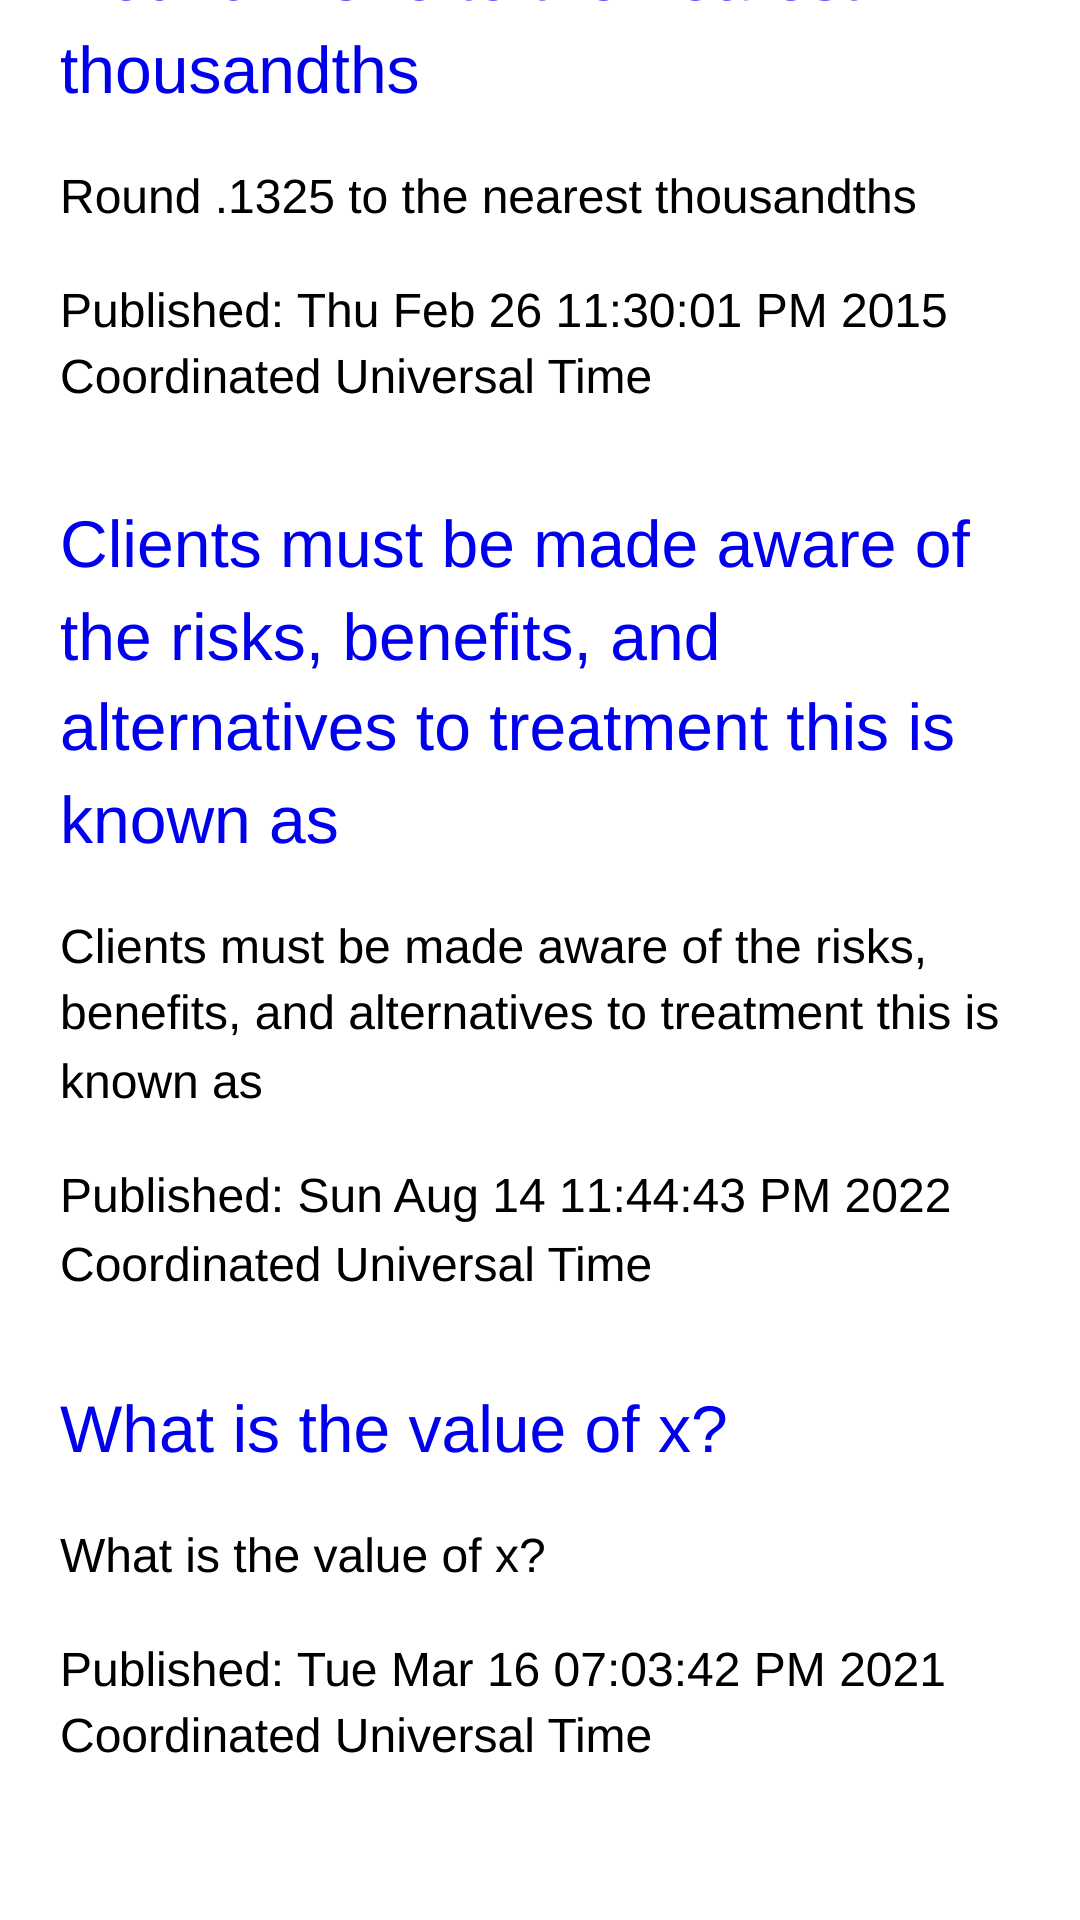 thousandths
Round .1325 to the nearest thousandths
Published: Thu Feb 26 11:30:01 PM 2015
Coordinated Universal Time
Clients must be made aware of
the risks, benefits, and
alternatives to treatment this is
known as
Clients must be made aware of the risks,
benefits, and alternatives to treatment this is
known as
Published: Sun Aug 14 11:44:43 PM 2022
Coordinated Universal Time
What is the value of x?
What is the value of x?
Published: Tue Mar 16 07:03:42 PM 2021
Coordinated Universal Time